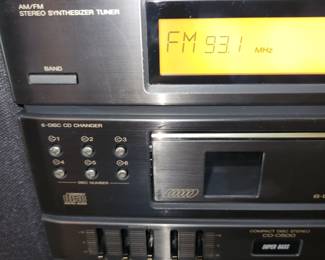 AM/FM
STEREO SYNTHESIZER TUNER
FM 93.1 MHz
BAND
6-DISC CD CHANGER
1 2 3
4 5 6
DISC NUMBER
COMPACT DISC STEREO
CD-C500
SUPER BASS